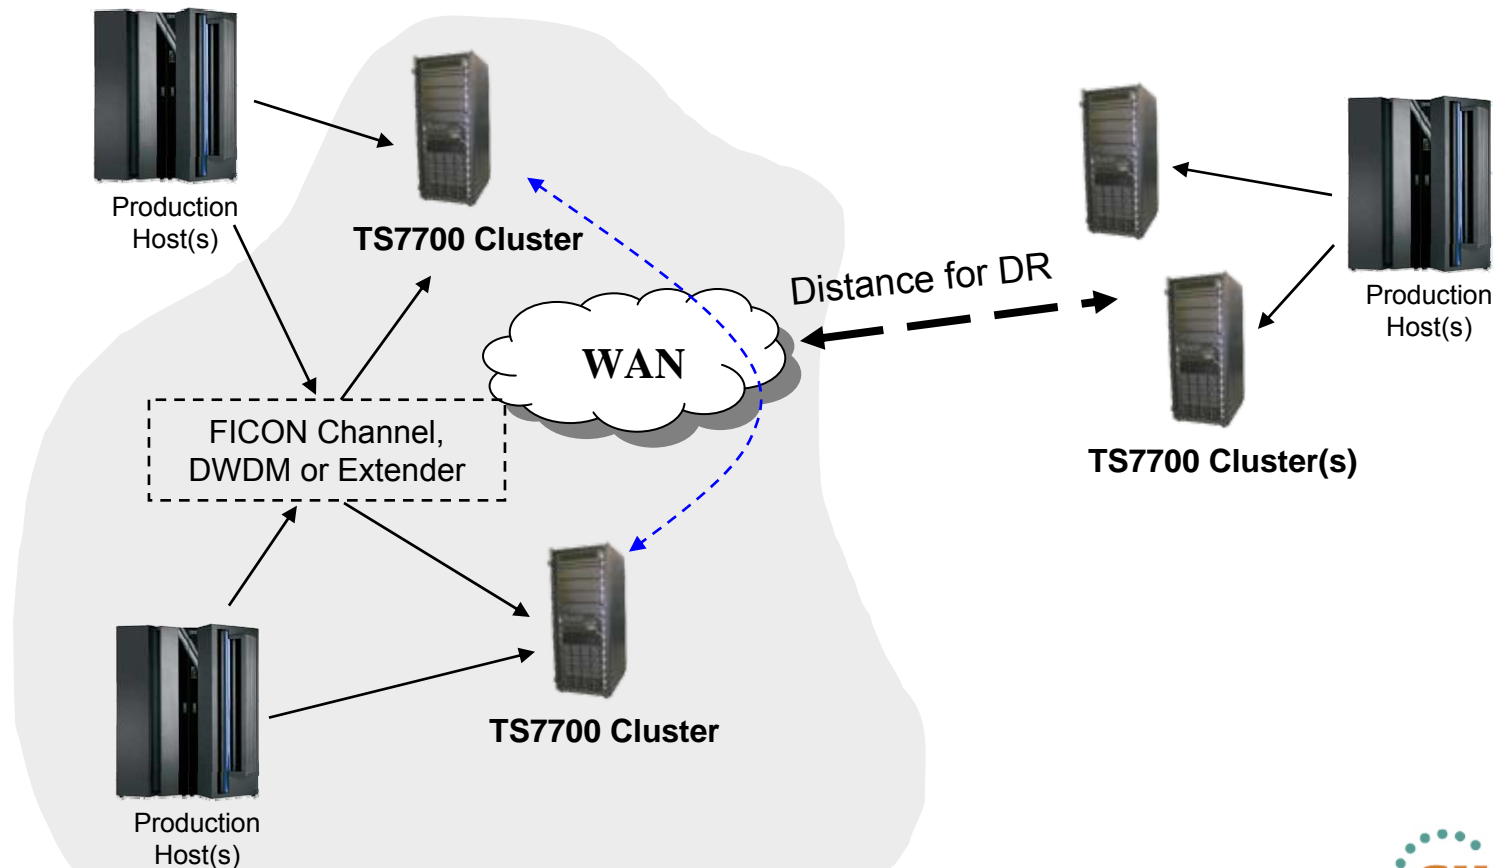 Production
Host(s)
TS7700 Cluster
Distance for DR
WAN
Production
Host(s)
FICON Channel,
DWDM or Extender
TS7700 Cluster(s)
TS7700 Cluster
Production
Host(s)